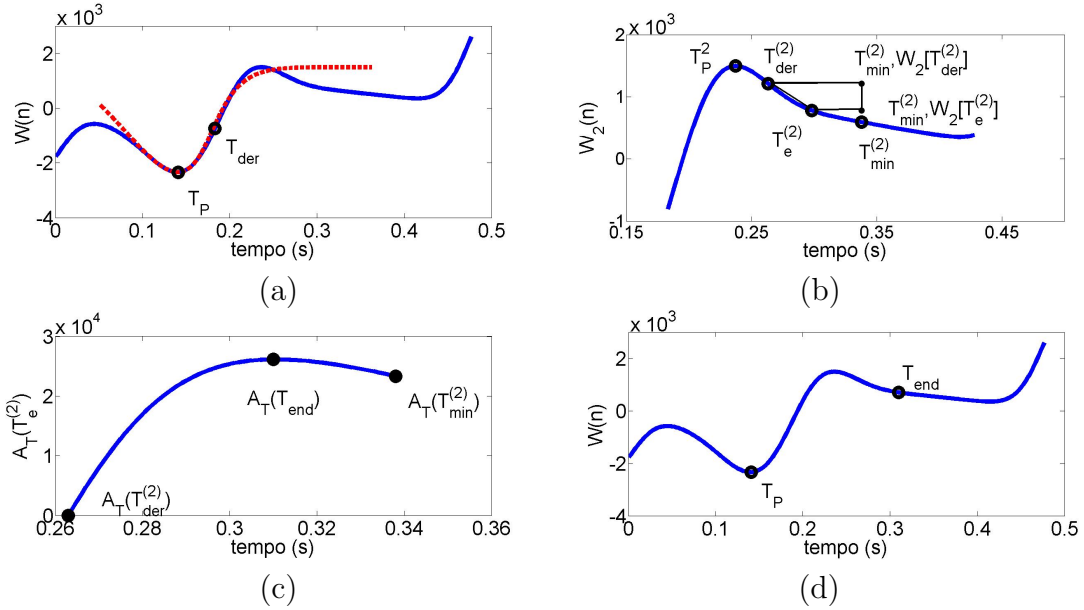 x 10³
2
0
-2
-4
W(n)
T_der
T_P
0 0.1 0.2 0.3 0.4 0.5
tempo (s)
(a)
x 10³
2
1
0
-1
W₂(n)
T_P^2
T_der^(2)
T_min^(2),W₂[T_der^(2)]
T_min^(2),W₂[T_e^(2)]
T_e^(2)
T_min^(2)
0.15 0.25 0.35 0.45
tempo (s)
(b)
x 10⁴
3
2
1
0
A_T(T_e^(2))
A_T(T_end)
A_T(T_min^(2))
A_T(T_der^(2))
0.26 0.28 0.3 0.32 0.34 0.36
tempo (s)
(c)
x 10³
2
0
-2
-4
W(n)
T_end
T_P
0 0.1 0.2 0.3 0.4 0.5
tempo (s)
(d)